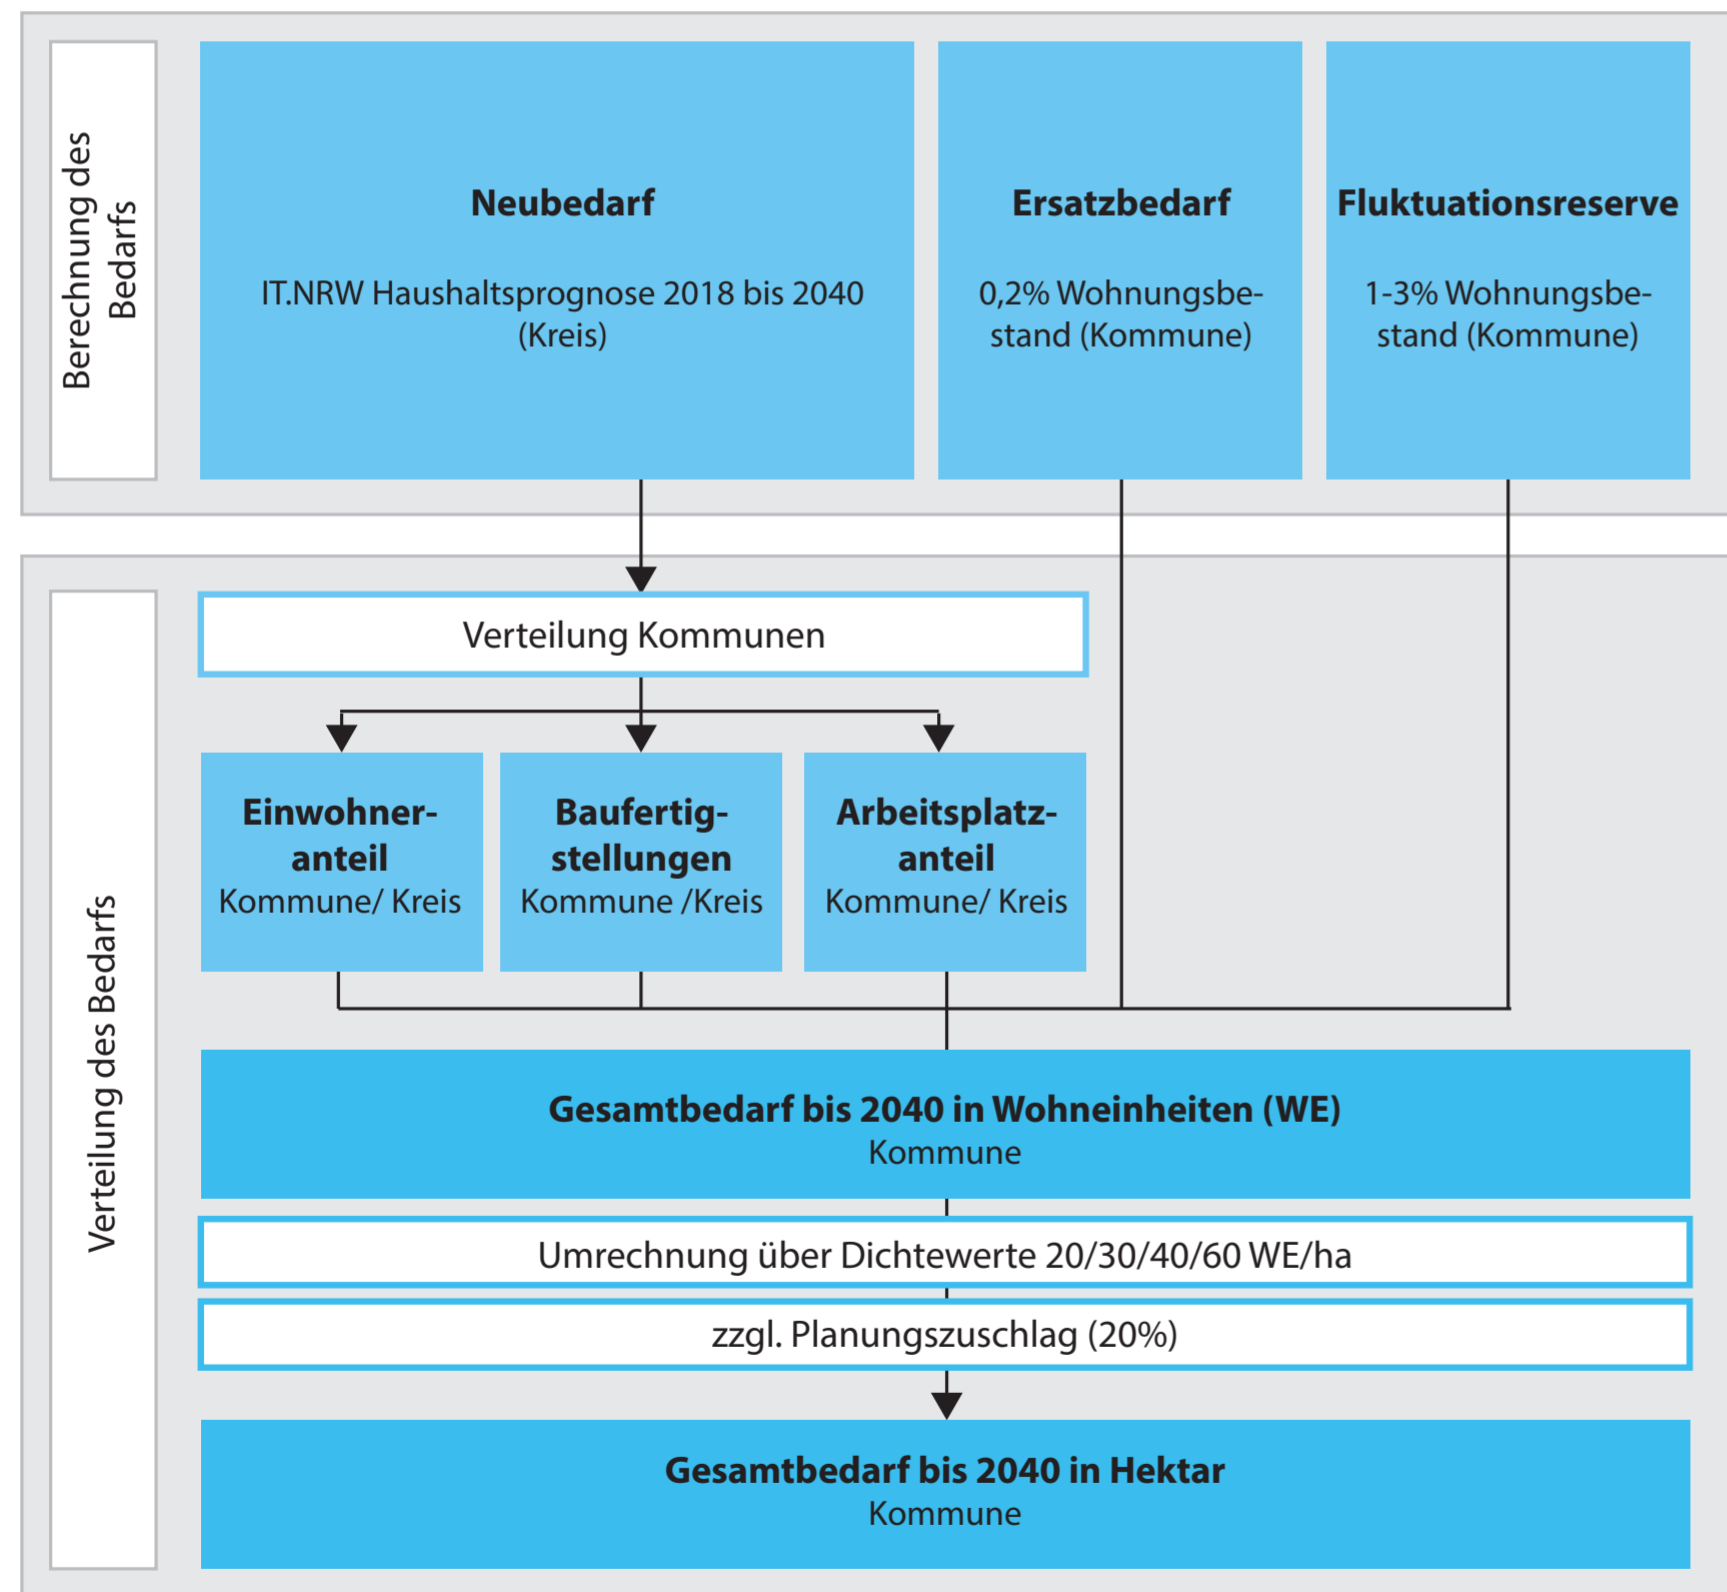 Berechnung des
Bedarfs
Neubedarf
IT.NRW Haushaltsprognose 2018 bis 2040
(Kreis)
Ersatzbedarf
0,2% Wohnungsbe-
stand (Kommune)
Fluktuationsreserve
1-3% Wohnungsbe-
stand (Kommune)
Verteilung des Bedarfs
Verteilung Kommunen
Einwohner-
anteil
Kommune/ Kreis
Baufertig-
stellungen
Kommune /Kreis
Arbeitsplatz-
anteil
Kommune/ Kreis
Gesamtbedarf bis 2040 in Wohneinheiten (WE)
Kommune
Umrechnung über Dichtewerte 20/30/40/60 WE/ha
zzgl. Planungszuschlag (20%)
Gesamtbedarf bis 2040 in Hektar
Kommune